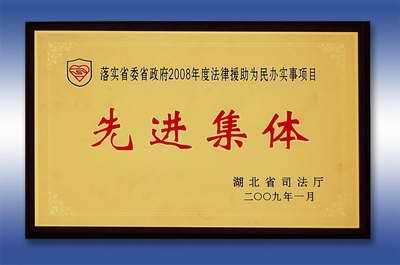 落实省委省政府2008年度法律援助为民办实事项目
先进集体
湖北省司法厅
二〇〇九年一月